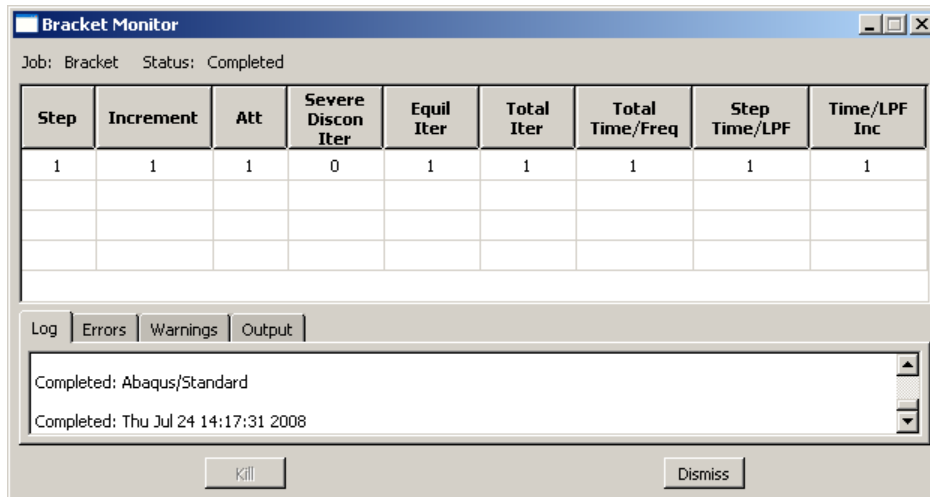 Bracket Monitor
Job: Bracket Status: Completed
Step Increment Att Severe Discon Iter Equil Iter Total Iter Total Time/Freq Step Time/LPF Time/LPF Inc
1 1 1 0 1 1 1 1 1
Log Errors Warnings Output
Completed: Abaqus/Standard
Completed: Thu Jul 24 14:17:31 2008
Kill Dismiss